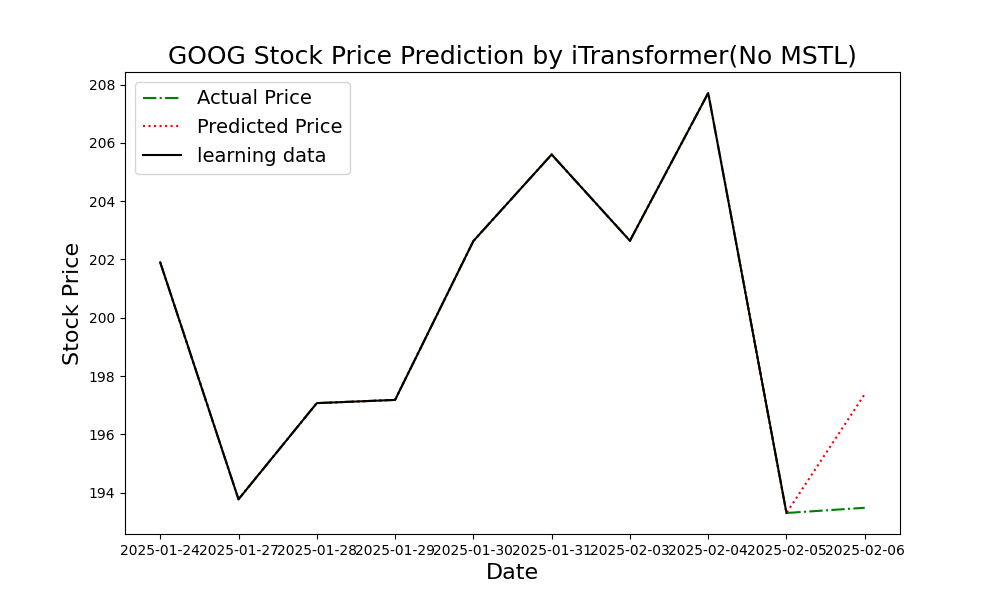 GOOG Stock Price Prediction by iTransformer(No MSTL)
Actual Price
Predicted Price
learning data
208
206
204
202
200
198
196
194
Stock Price
2025-01-24 2025-01-27 2025-01-28 2025-01-29 2025-01-30 2025-01-31 2025-02-03 2025-02-04 2025-02-05 2025-02-06
Date